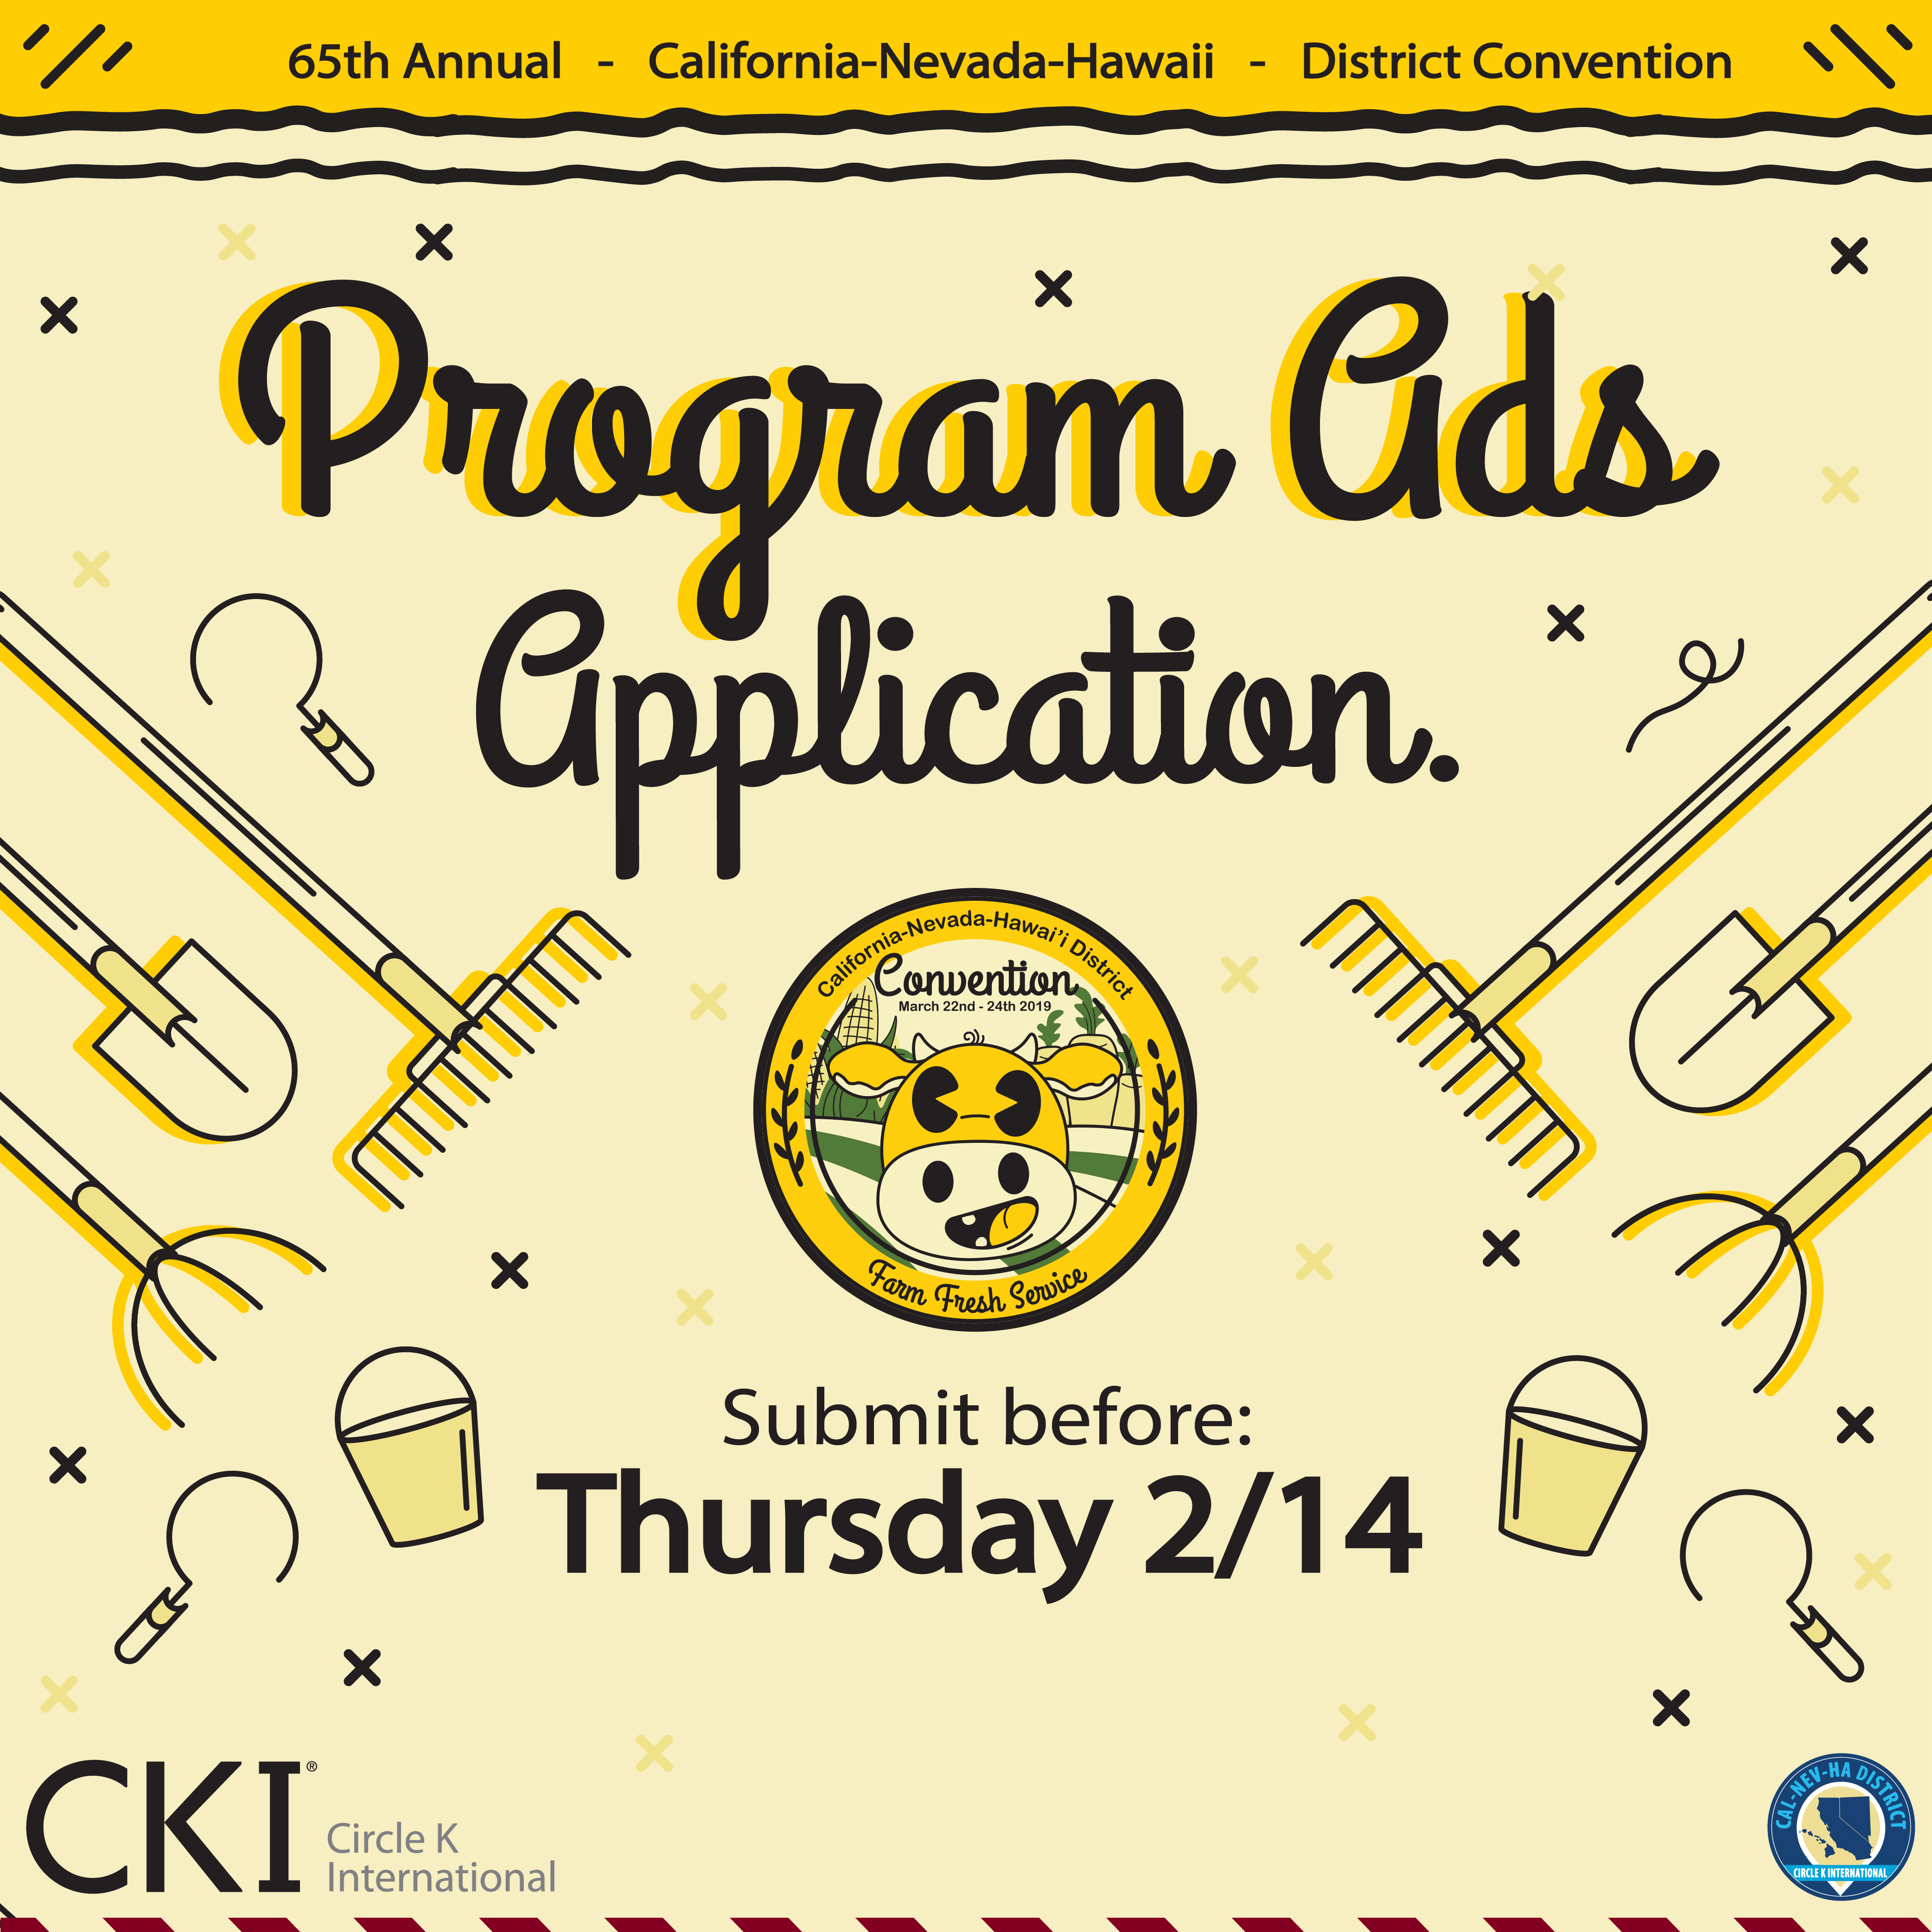 65th Annual - California-Nevada-Hawaii - District Convention
Program Ads
Application.
California-Nevada-Hawai'i District
Convention
March 22nd - 24th 2019
Farm Fresh Service
Submit before:
Thursday 2/14
CKI®
Circle K
International
CAL-NEV-HA DISTRICT
CIRCLE K INTERNATIONAL